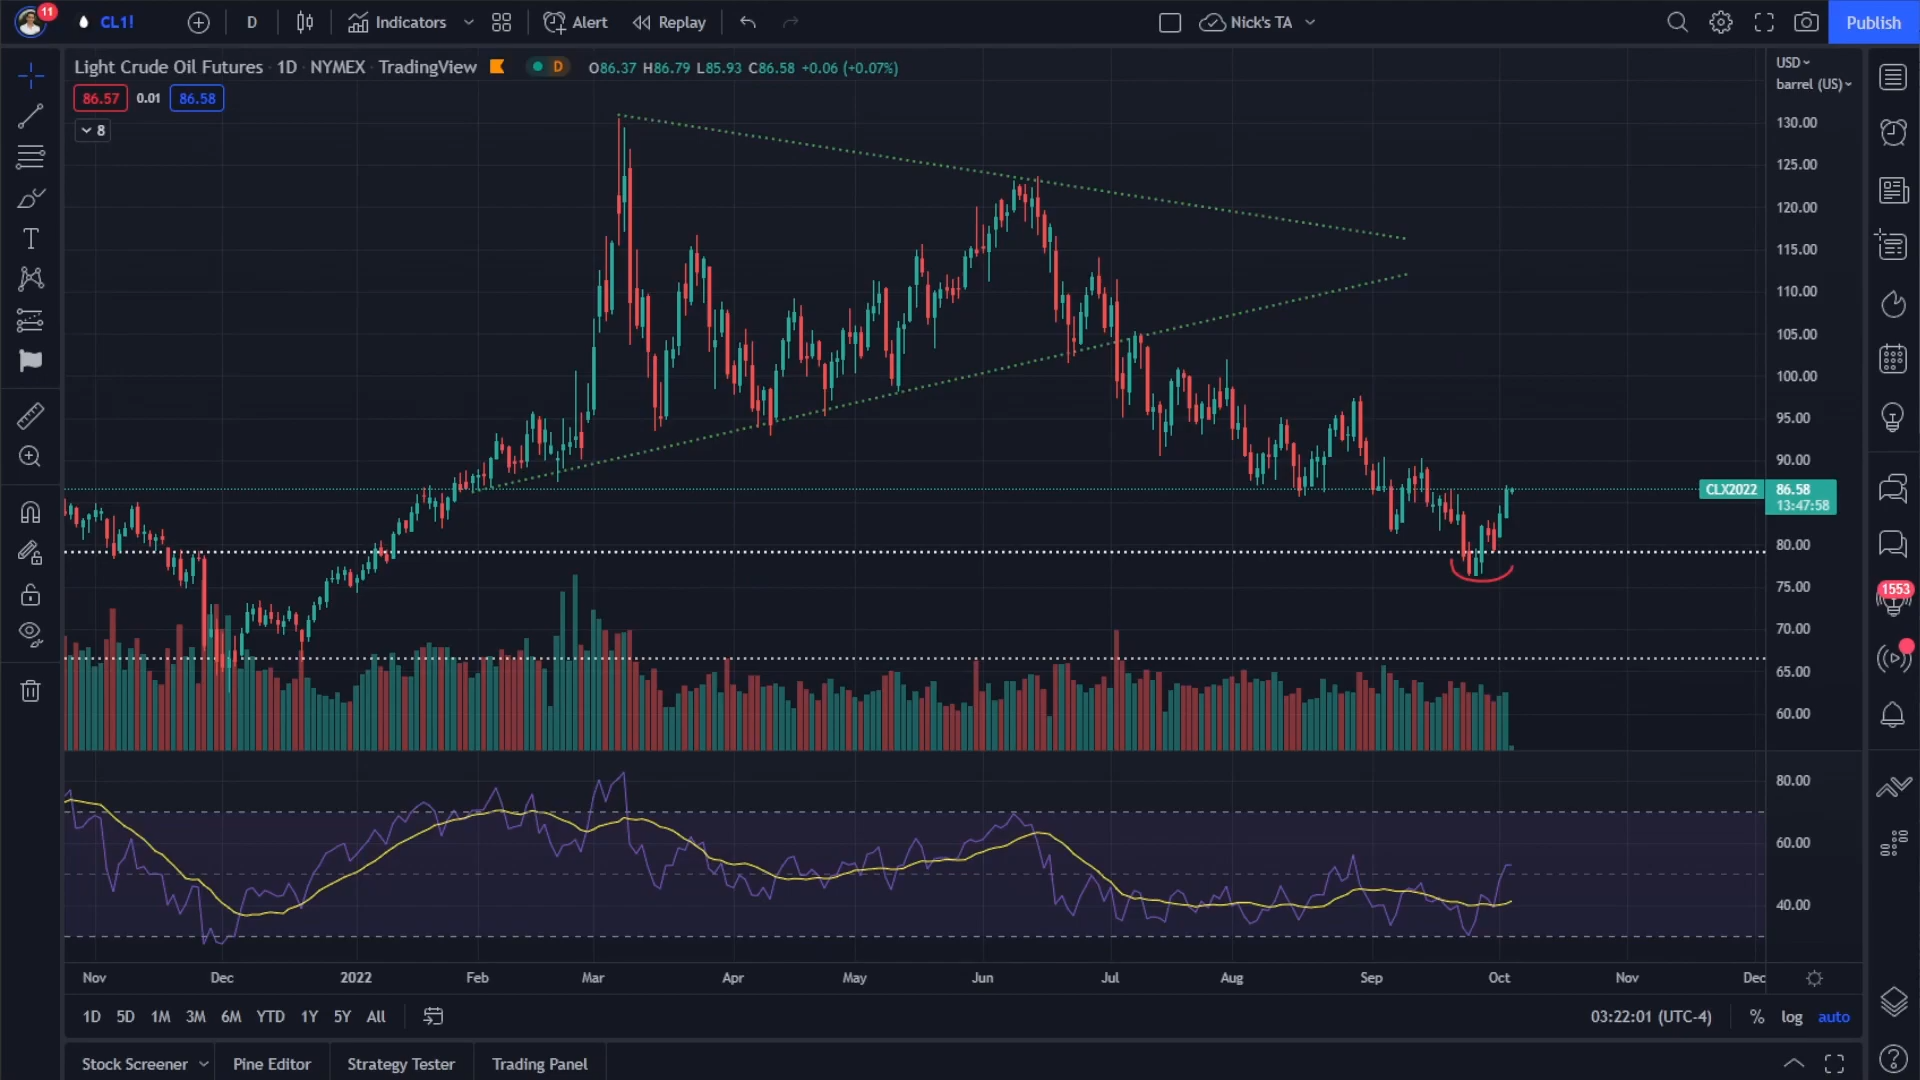 11
CL1!
D
Indicators
Alert
Replay
Nick's TA
Publish
Light Crude Oil Futures · 1D · NYMEX · TradingView
D
O86.37 H86.79 L85.93 C86.58 +0.06 (+0.07%)
86.57 0.01 86.58
8
USD
barrel (US)
130.00
125.00
120.00
115.00
110.00
105.00
100.00
95.00
90.00
CLX2022 86.58
13:47:58
80.00
75.00
70.00
65.00
60.00
1553
80.00
60.00
40.00
Nov Dec 2022 Feb Mar Apr May Jun Jul Aug Sep Oct Nov Dec
1D 5D 1M 3M 6M YTD 1Y 5Y All
03:22:01 (UTC-4) % log auto
Stock Screener Pine Editor Strategy Tester Trading Panel